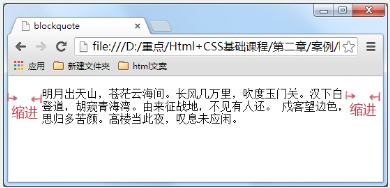 blockquote
file:///D:/重点/Html+CSS基础课程/第二章/案例/
应用 新建文件夹 html文案
明月出天山，苍茫云海间。长风几万里，吹度玉门关。汉下白
登道，胡窥青海湾。由来征战地，不见有人还。 戍客望边色，
思归多苦颜。高楼当此夜，叹息未应闲。
缩进
缩进